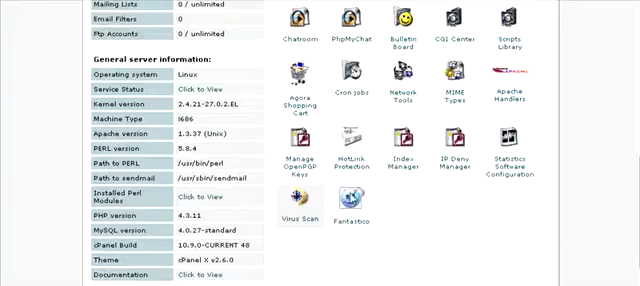 Mailing Lists 0 / unlimited
Email Filters 0
Ftp Accounts 0 / unlimited
General server information:
Operating system Linux
Service Status Click to View
Kernel version 2.4.21-27.0.2.EL
Machine Type i686
Apache version 1.3.37 (Unix)
PERL version 5.8.4
Path to PERL /usr/bin/perl
Path to sendmail /usr/sbin/sendmail
Installed Perl
Modules Click to View
PHP version 4.3.11
MySQL version 4.0.27-standard
cPanel Build 10.9.0-CURRENT 48
Theme cPanel X v2.6.0
Documentation Click to View
Chatroom
PhpMyChat
Bulletin
Board
CGI Center
Scripts
Library
Agora
Shopping
Cart
Cron jobs
Network
Tools
MIME
Types
APACHE
Apache
Handlers
Manage
OpenPGP
Keys
HotLink
Protection
Index
Manager
IP Deny
Manager
Statistics
Software
Configuration
Virus Scan
Fantastico